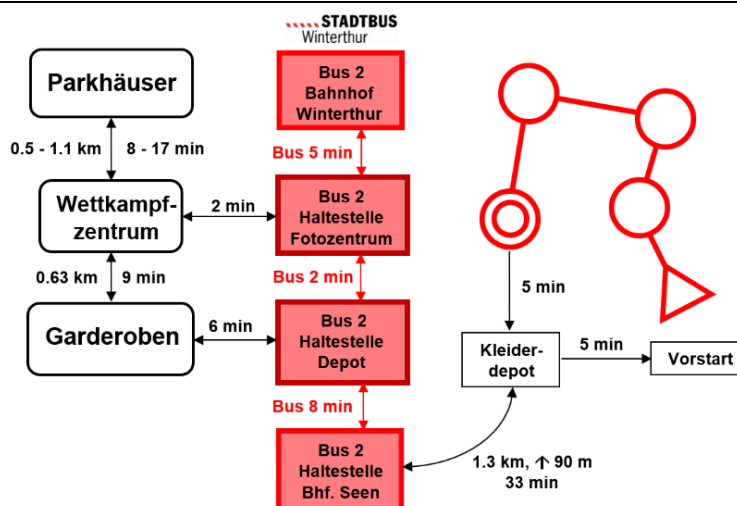 STADTBUS
Winterthur
Parkhäuser
Bus 2
Bahnhof
Winterthur
0.5 - 1.1 km
8 - 17 min
Bus 5 min
Wettkampf-
zentrum
2 min
Bus 2
Haltestelle
Fotozentrum
0.63 km
9 min
Bus 2 min
5 min
Garderoben
6 min
Bus 2
Haltestelle
Depot
Kleider-
depot
5 min
Vorstart
Bus 8 min
Bus 2
Haltestelle
Bhf. Seen
1.3 km, ↑ 90 m
33 min